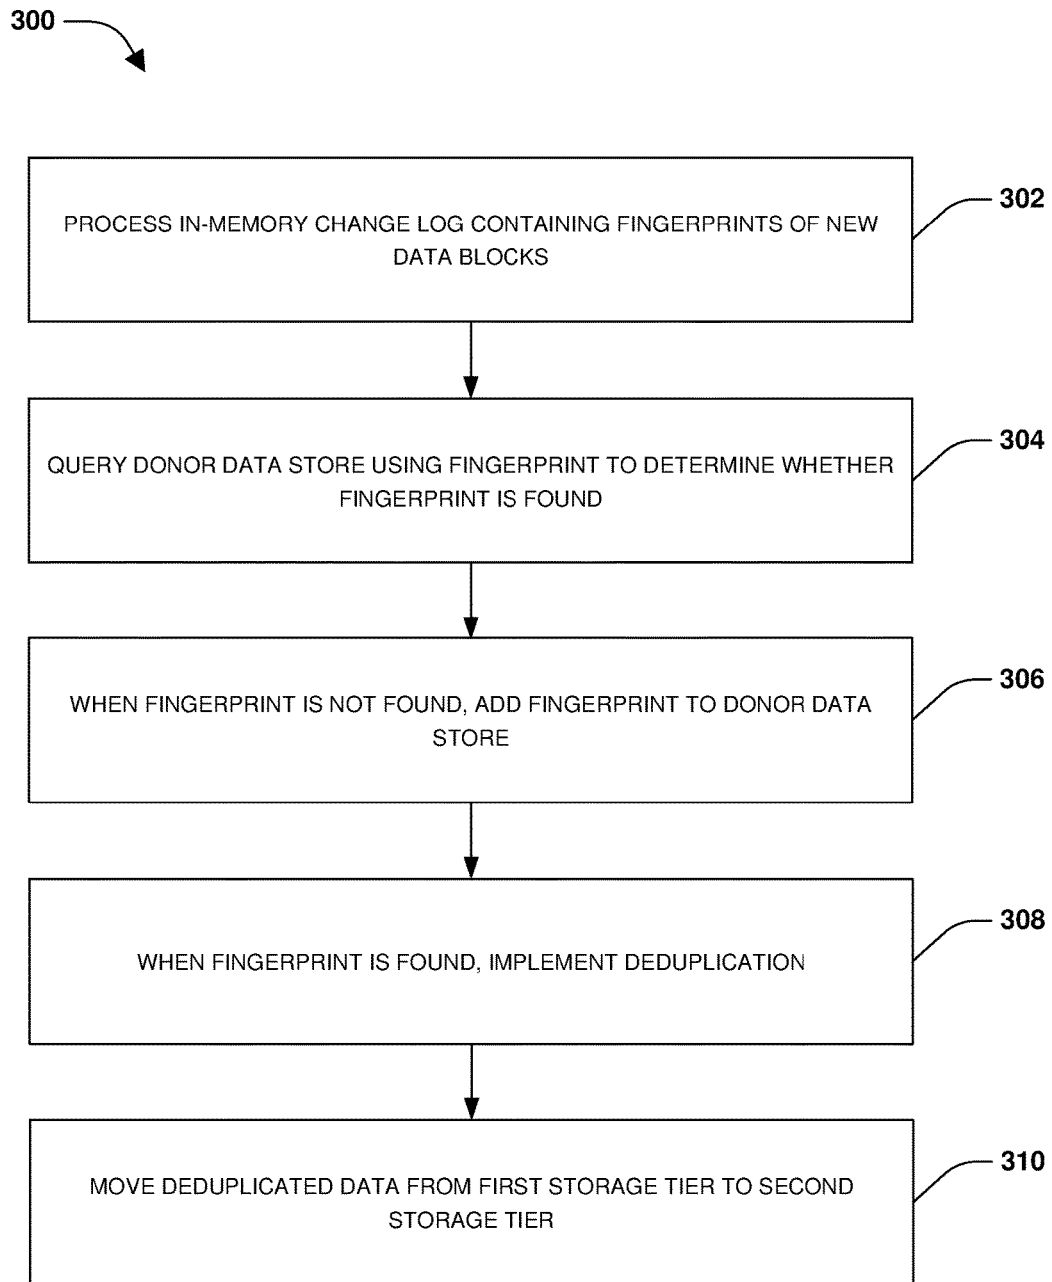 300
PROCESS IN-MEMORY CHANGE LOG CONTAINING FINGERPRINTS OF NEW
DATA BLOCKS
302
QUERY DONOR DATA STORE USING FINGERPRINT TO DETERMINE WHETHER
FINGERPRINT IS FOUND
304
WHEN FINGERPRINT IS NOT FOUND, ADD FINGERPRINT TO DONOR DATA
STORE
306
WHEN FINGERPRINT IS FOUND, IMPLEMENT DEDUPLICATION
308
MOVE DEDUPLICATED DATA FROM FIRST STORAGE TIER TO SECOND
STORAGE TIER
310